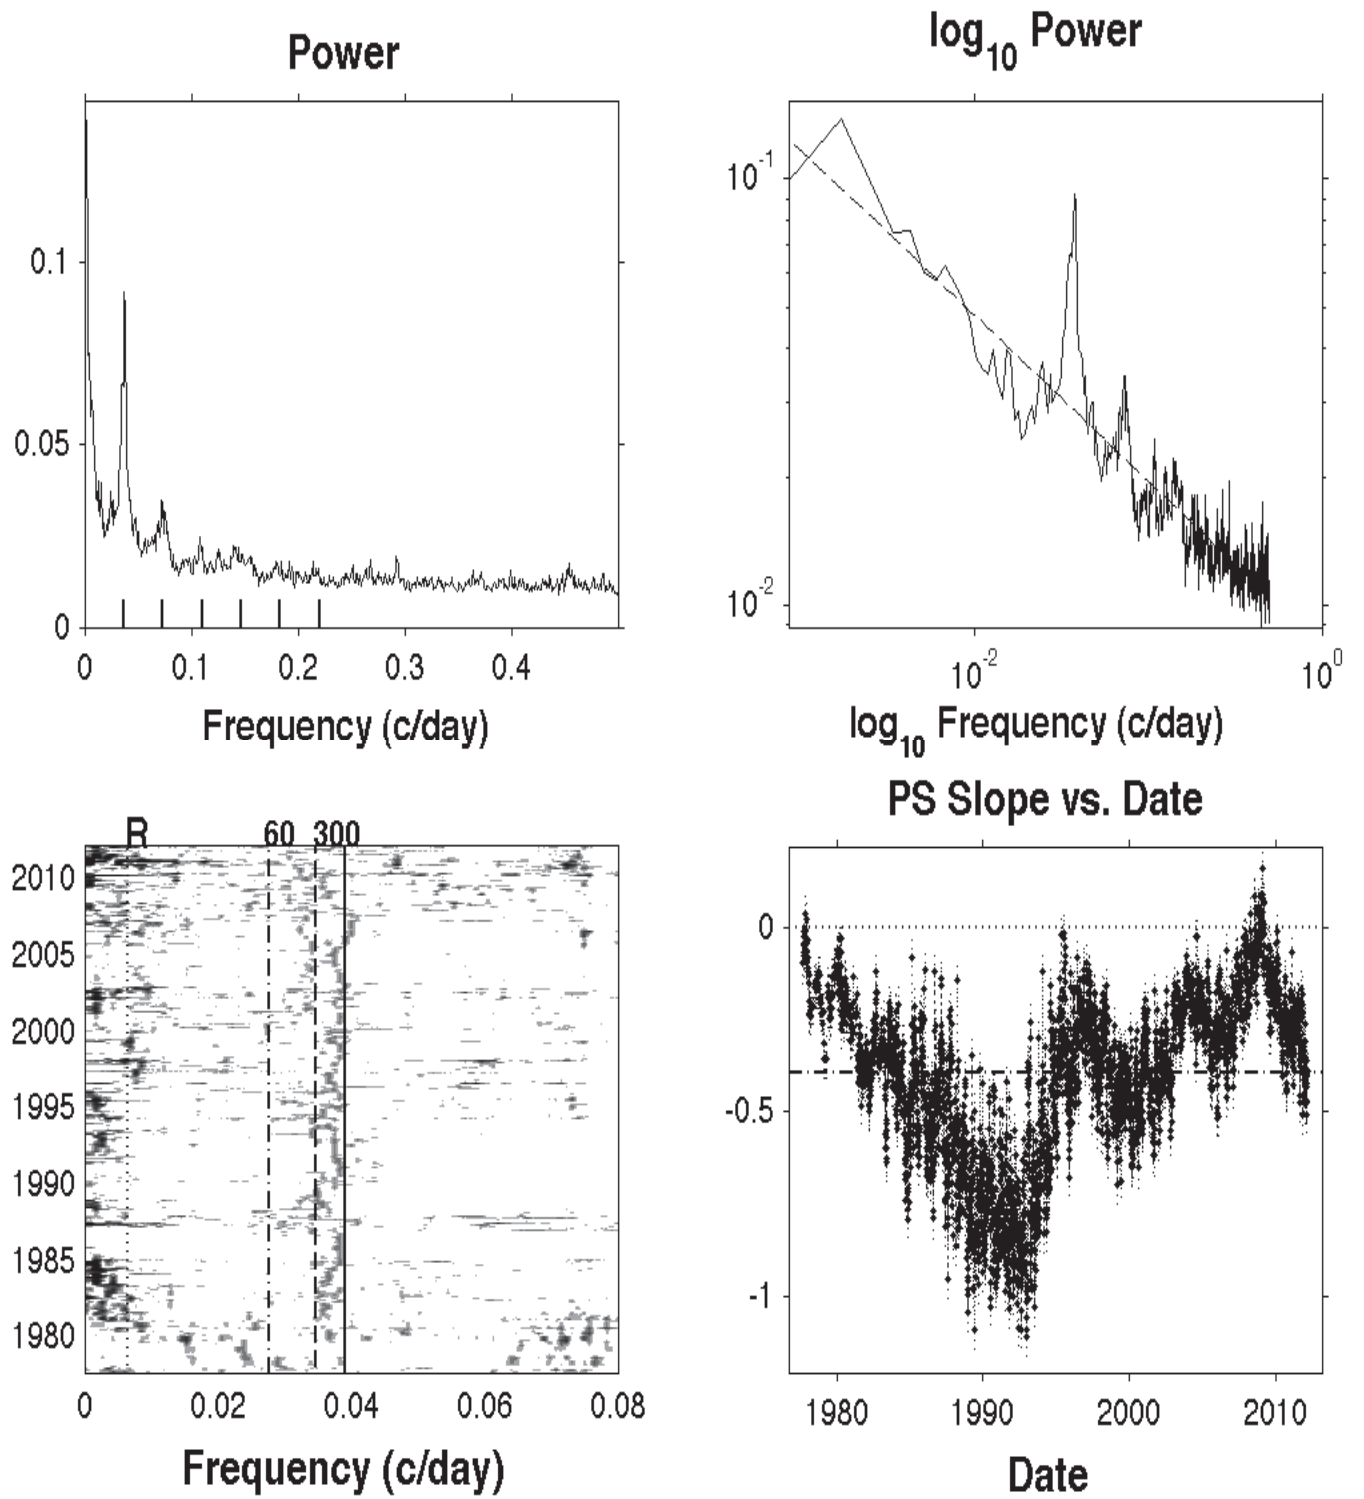 Power
0.1
0.05
0
0 0.1 0.2 0.3 0.4
Frequency (c/day)
log10 Power
10-1
10-2
10-2 100
log10 Frequency (c/day)
R 60 300
2010
2005
2000
1995
1990
1985
1980
0 0.02 0.04 0.06 0.08
Frequency (c/day)
PS Slope vs. Date
0
-0.5
-1
1980 1990 2000 2010
Date